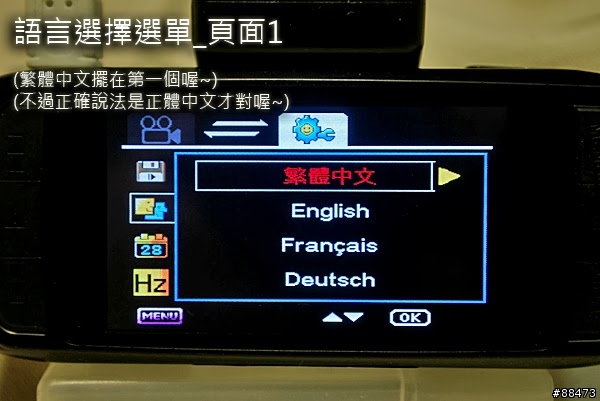 語言選擇選單_頁面1
(繁體中文擺在第一個喔~)
(不過正確說法是正體中文才對喔~)
繁體中文
English
Français
28
Deutsch
Hz
MENU
OK
#88473